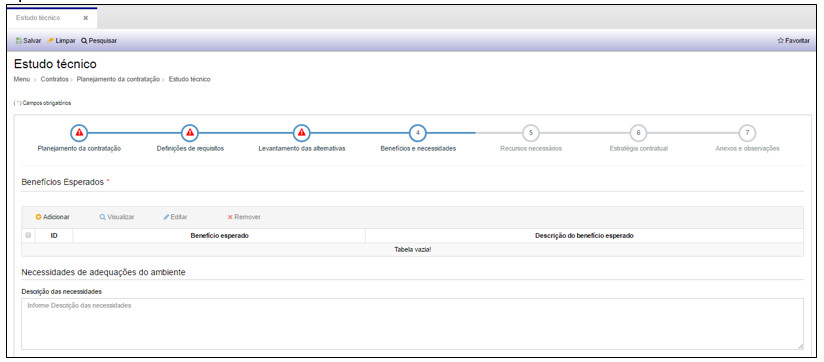 Estudo técnico ×
Salvar Limpar Pesquisar Favoritar
Estudo técnico
Menu > Contratos > Planejamento da contratação > Estudo técnico
( * ) Campos obrigatórios
4 5 6 7
Planejamento da contratação Definições de requisitos Levantamento das alternativas Benefícios e necessidades Recursos necessários Estratégia contratual Anexos e observações
Benefícios Esperados *
Adicionar Visualizar Editar Remover
ID Benefício esperado Descrição do benefício esperado
Tabela vazia!
Necessidades de adequações do ambiente
Descrição das necessidades
Informe Descrição das necessidades